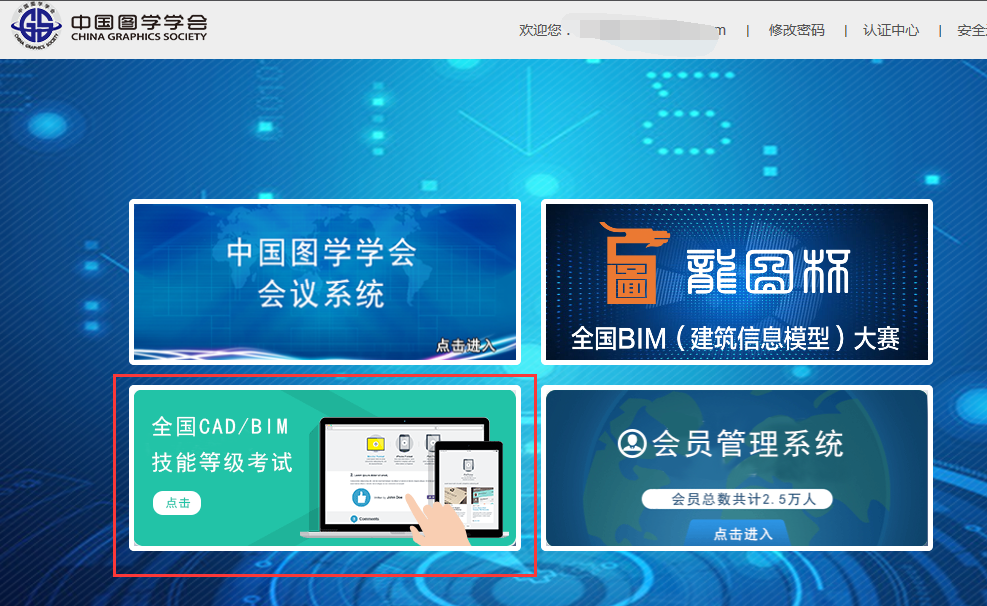 中国图学学会
CHINA GRAPHICS SOCIETY
欢迎您．
m | 修改密码 | 认证中心 | 安全
中国图学学会
会议系统
点击进入
龍圖杯
全国BIM（建筑信息模型）大赛
全国CAD/BIM
技能等级考试
点击
会员管理系统
会员总数共计2.5万人
点击进入